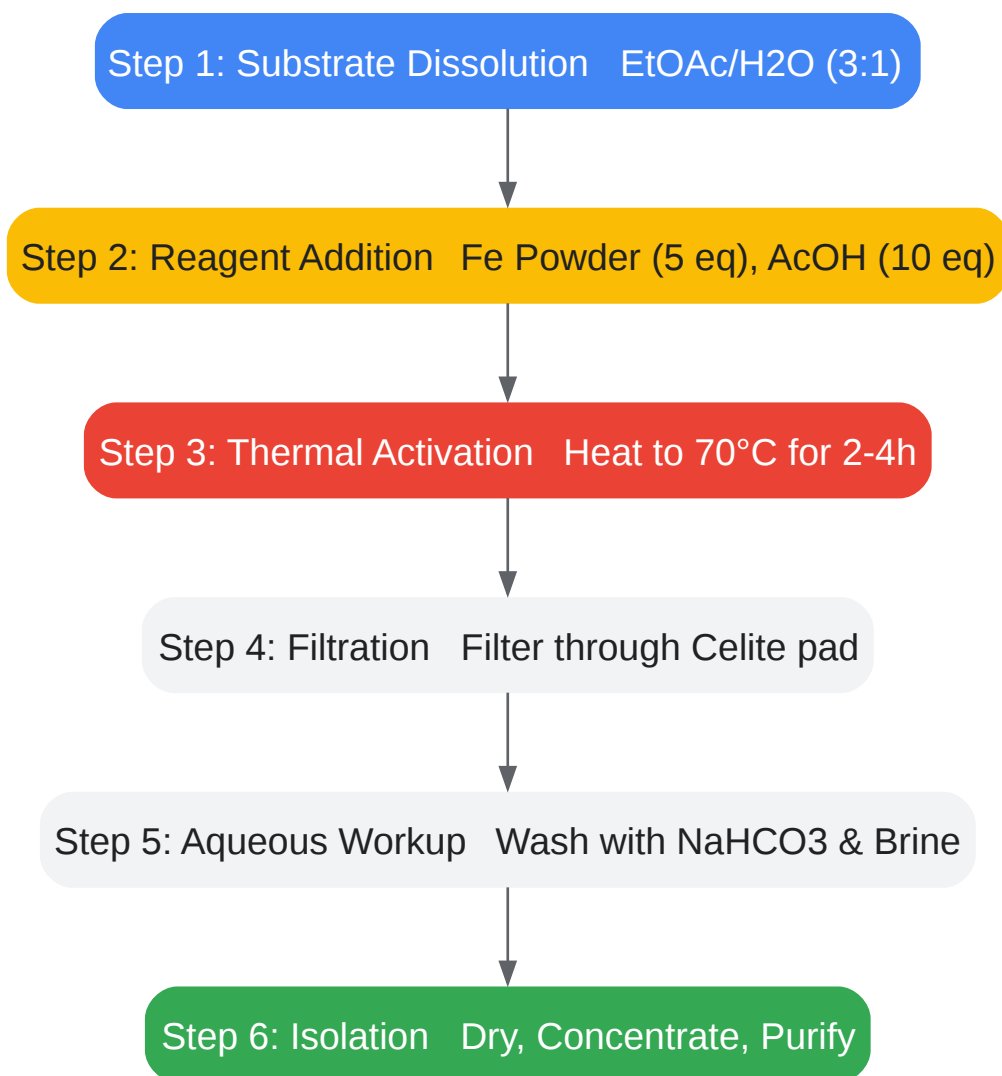 Step 1: Substrate Dissolution   EtOAc/H2O (3:1)
Step 2: Reagent Addition   Fe Powder (5 eq), AcOH (10 eq)
Step 3: Thermal Activation   Heat to 70°C for 2-4h
Step 4: Filtration   Filter through Celite pad
Step 5: Aqueous Workup   Wash with NaHCO3 & Brine
Step 6: Isolation   Dry, Concentrate, Purify